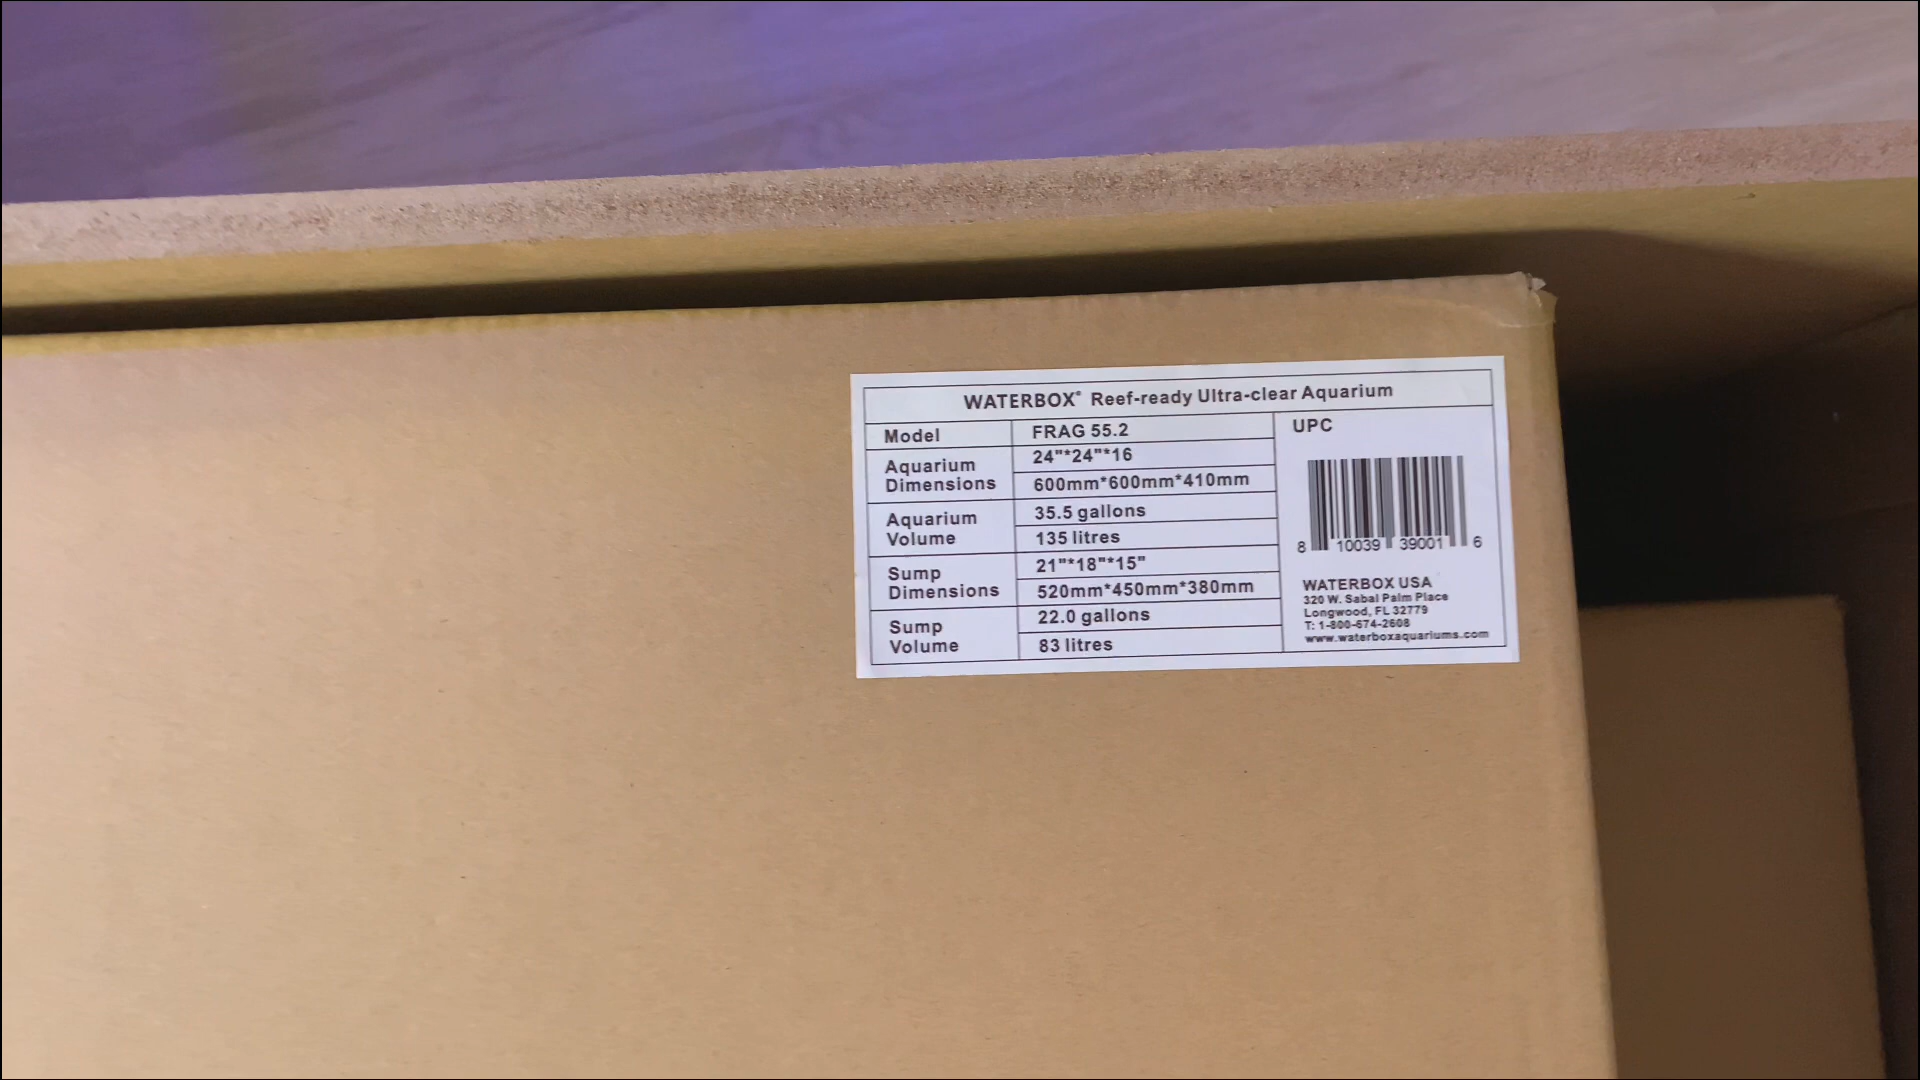 WATERBOX® Reef-ready Ultra-clear Aquarium
Model FRAG 55.2
Aquarium Dimensions 24"*24"*16
600mm*600mm*410mm
Aquarium Volume 35.5 gallons
135 litres
Sump Dimensions 21"*18"*15"
520mm*450mm*380mm
Sump Volume 22.0 gallons
83 litres
UPC
8 10039 39001 6
WATERBOX USA
320 W. Sabal Palm Place
Longwood, FL 32779
T: 1-800-674-2608
www.waterboxaquariums.com